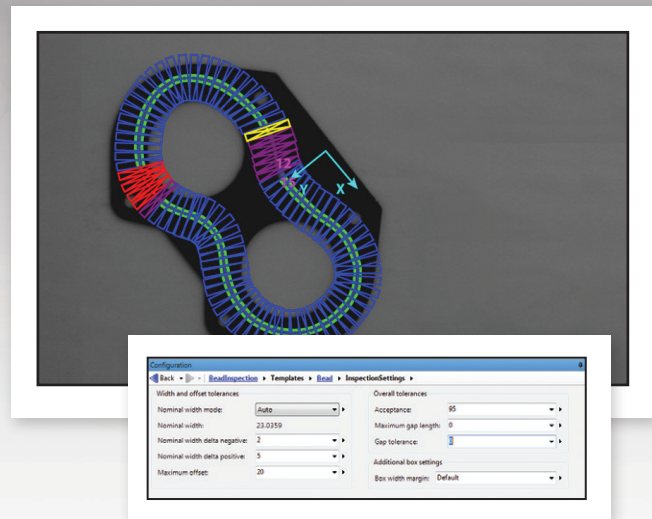 12
Y
X
Configuration
Back BeadInspection Templates Bead InspectionSettings
Width and offset tolerances
Nominal width mode: Auto
Nominal width: 23.0359
Nominal width delta negative: 2
Nominal width delta positive: 5
Maximum offset: 20
Overall tolerances
Acceptance: 95
Maximum gap length: 0
Gap tolerance:
Additional box settings
Box width margin: Default